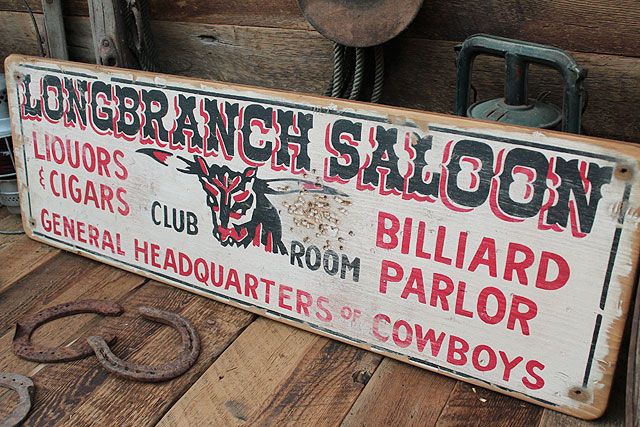 LONGBRANCH SALOON
LIQUORS
& CIGARS
CLUB ROOM
BILLIARD
PARLOR
GENERAL HEADQUARTERS OF COWBOYS